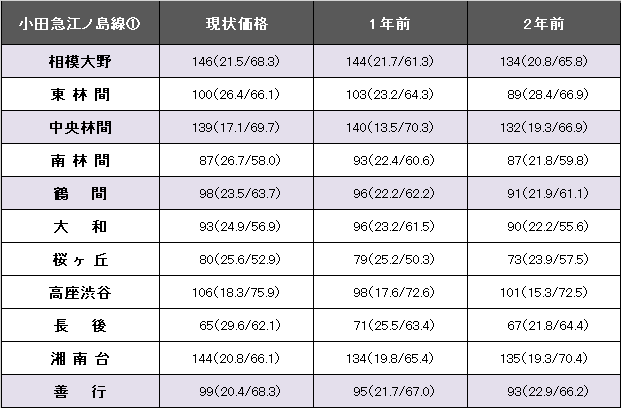 小田急江ノ島線① 現状価格 1年前 2年前
相模大野 146(21.5/68.3) 144(21.7/61.3) 134(20.8/65.8)
東林間 100(26.4/66.1) 103(23.2/64.3) 89(28.4/66.9)
中央林間 139(17.1/69.7) 140(13.5/70.3) 132(19.3/66.9)
南林間 87(26.7/58.0) 93(22.4/60.6) 87(21.8/59.8)
鶴間 98(23.5/63.7) 96(22.2/62.2) 91(21.9/61.1)
大和 93(24.9/56.9) 96(23.2/61.5) 90(22.2/55.6)
桜ヶ丘 80(25.6/52.9) 79(25.2/50.3) 73(23.9/57.5)
高座渋谷 106(18.3/75.9) 98(17.6/72.6) 101(15.3/72.5)
長後 65(29.6/62.1) 71(25.5/63.4) 67(21.8/64.4)
湘南台 144(20.8/66.1) 134(19.8/65.4) 135(19.3/70.4)
善行 99(20.4/68.3) 95(21.7/67.0) 93(22.9/66.2)